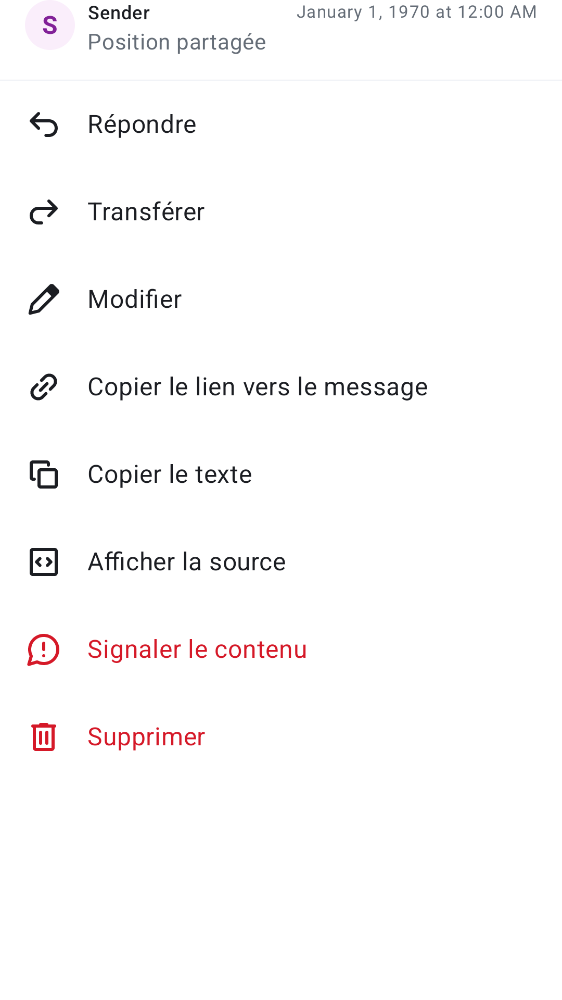 S
Sender
January 1, 1970 at 12:00 AM
Position partagée
Répondre
Transférer
Modifier
Copier le lien vers le message
Copier le texte
Afficher la source
Signaler le contenu
Supprimer